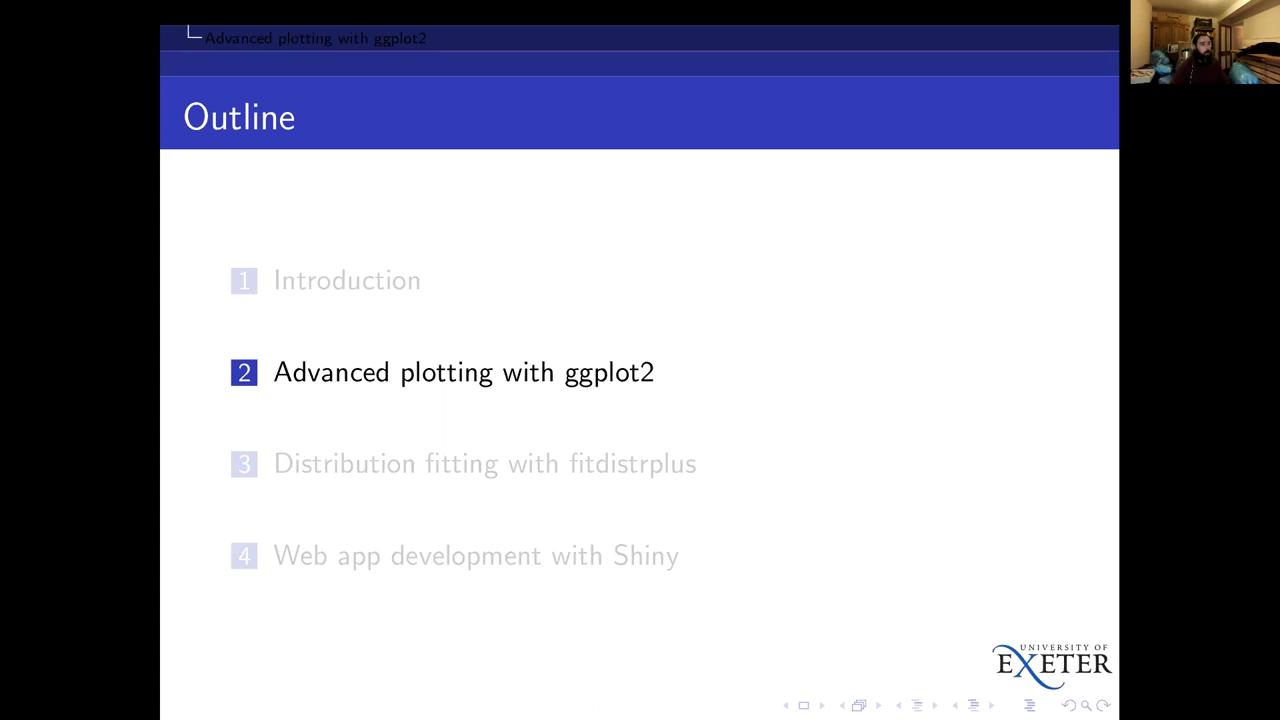 Advanced plotting with ggplot2
Outline
1 Introduction
2 Advanced plotting with ggplot2
3 Distribution fitting with fitdistrplus
4 Web app development with Shiny
UNIVERSITY OF
EXETER